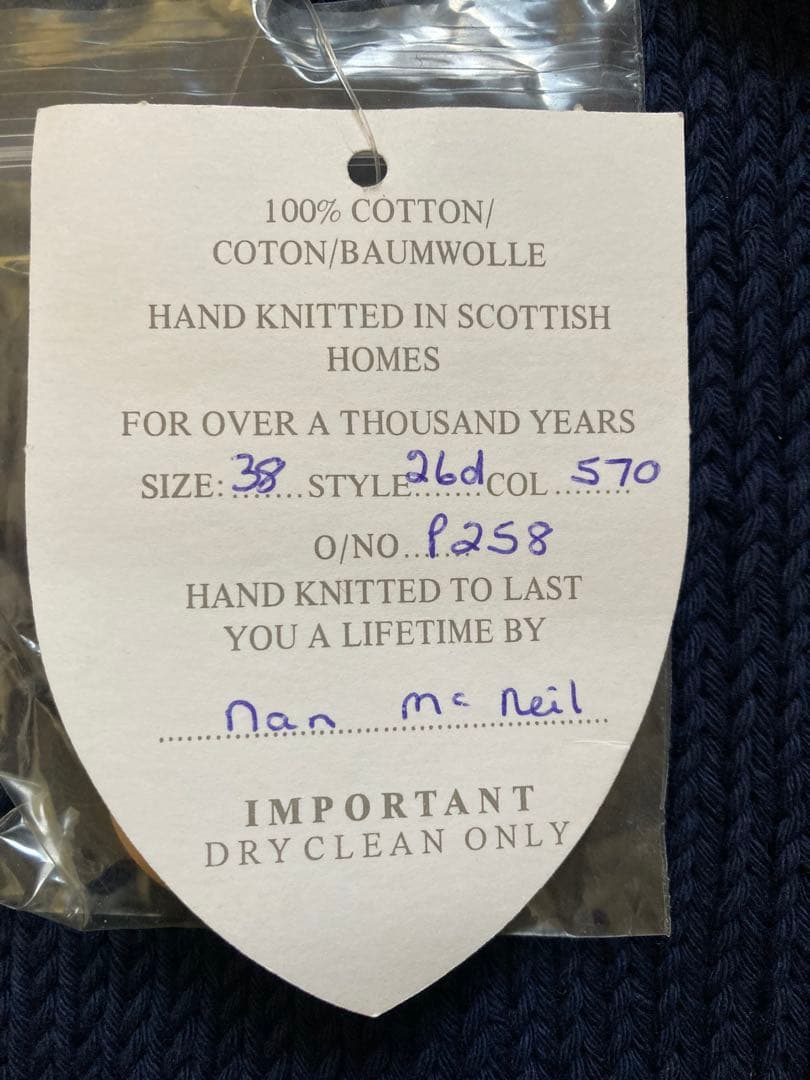 100% COTTON/
COTON/BAUMWOLLE
HAND KNITTED IN SCOTTISH
HOMES
FOR OVER A THOUSAND YEARS
SIZE: 38 STYLE 26d COL 570
O/NO P258
HAND KNITTED TO LAST
YOU A LIFETIME BY
Nan Mc Neil
IMPORTANT
DRY CLEAN ONLY